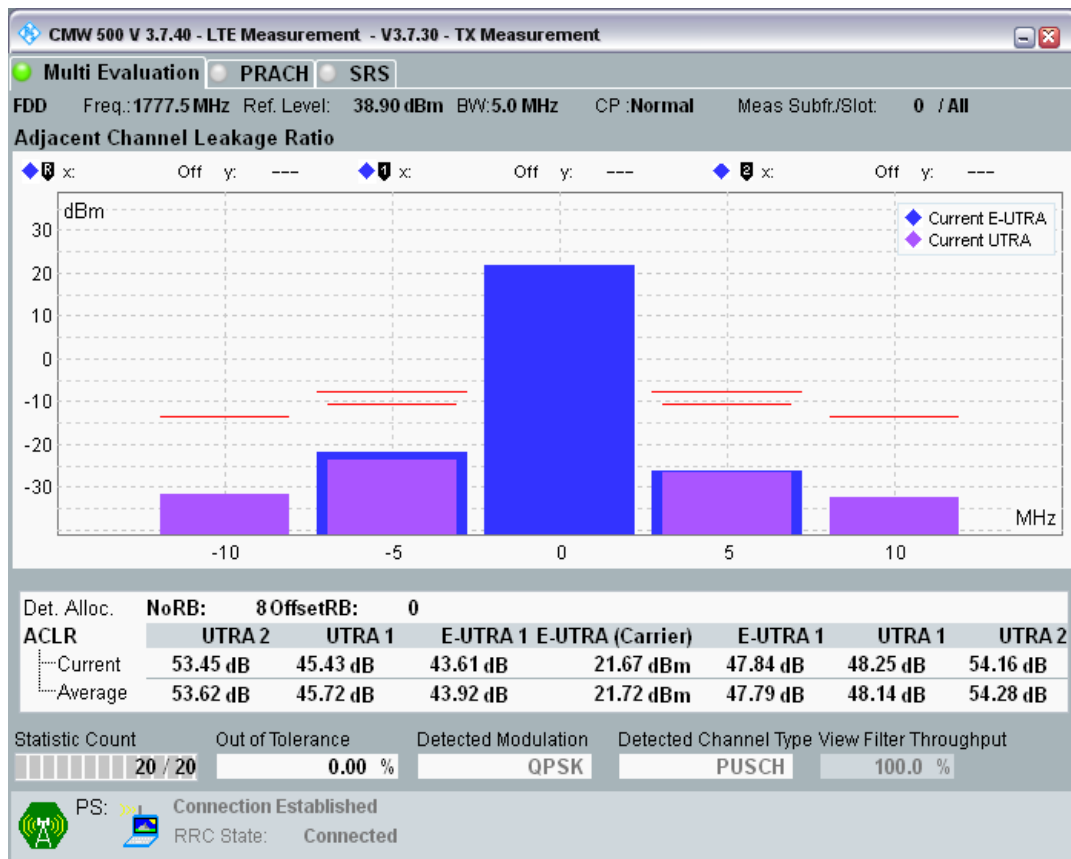 CMW 500 V 3.7.40 - LTE Measurement - V3.7.30 - TX Measurement
Multi Evaluation PRACH SRS
FDD Freq.:1777.5 MHz Ref. Level: 38.90 dBm BW:5.0 MHz CP :Normal Meas Subfr./Slot: 0 / All
Adjacent Channel Leakage Ratio
R x: Off y: --- 1 x: Off y: --- 2 x: Off y: ---
dBm
Current E-UTRA
Current UTRA
30
20
10
0
-10
-20
-30
MHz
-10 -5 0 5 10
Det. Alloc. NoRB: 8 OffsetRB: 0
ACLR UTRA 2 UTRA 1 E-UTRA 1 E-UTRA (Carrier) E-UTRA 1 UTRA 1 UTRA 2
Current 53.45 dB 45.43 dB 43.61 dB 21.67 dBm 47.84 dB 48.25 dB 54.16 dB
Average 53.62 dB 45.72 dB 43.92 dB 21.72 dBm 47.79 dB 48.14 dB 54.28 dB
Statistic Count Out of Tolerance Detected Modulation Detected Channel Type View Filter Throughput
20 / 20 0.00 % QPSK PUSCH 100.0 %
PS: Connection Established
RRC State: Connected